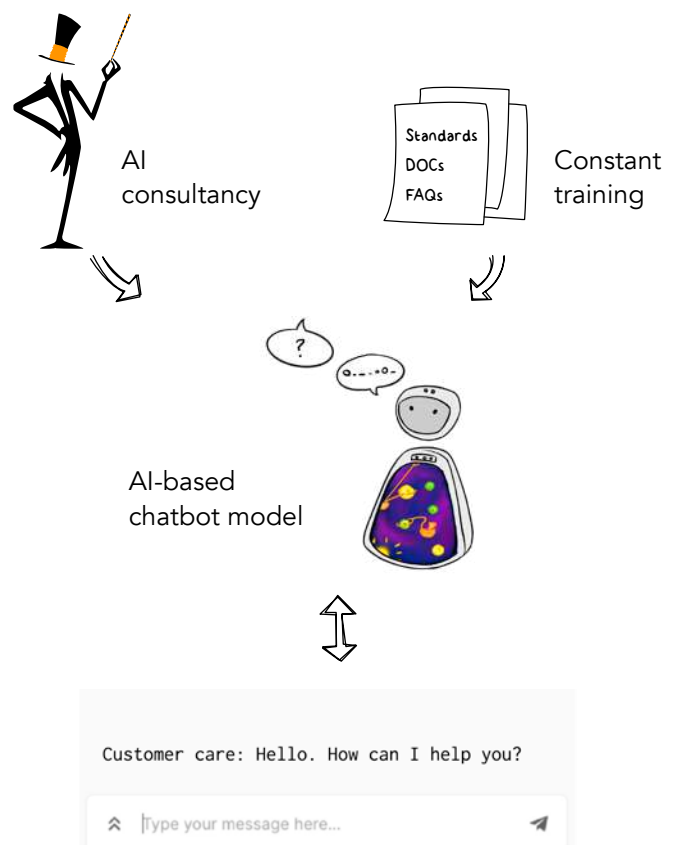 AI
consultancy
Standards
DOCs
FAQs
Constant
training
?
AI-based
chatbot model
Customer care: Hello. How can I help you?
Type your message here...